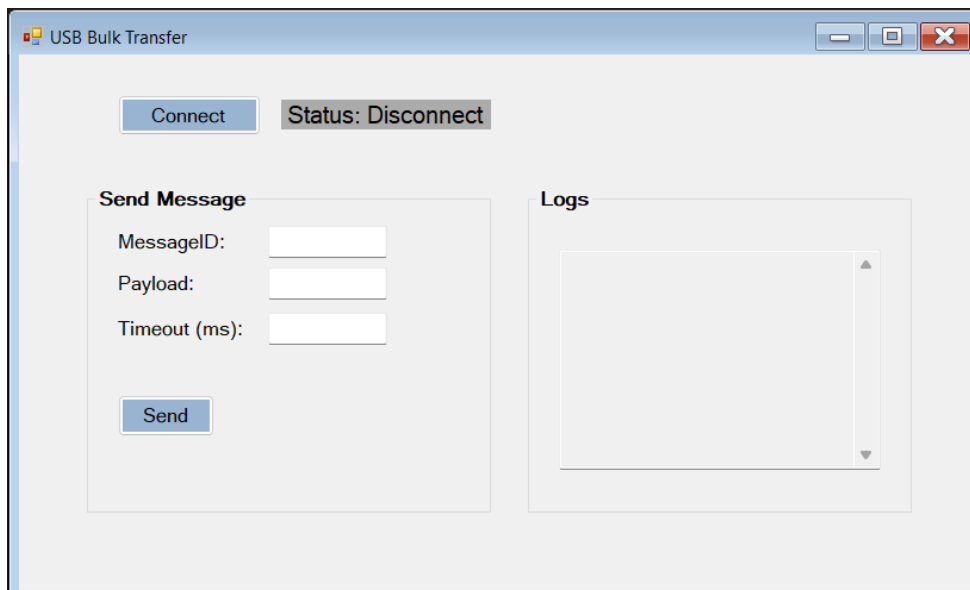 USB Bulk Transfer
Connect
Status: Disconnect
Send Message
MessageID:
Payload:
Timeout (ms):
Send
Logs